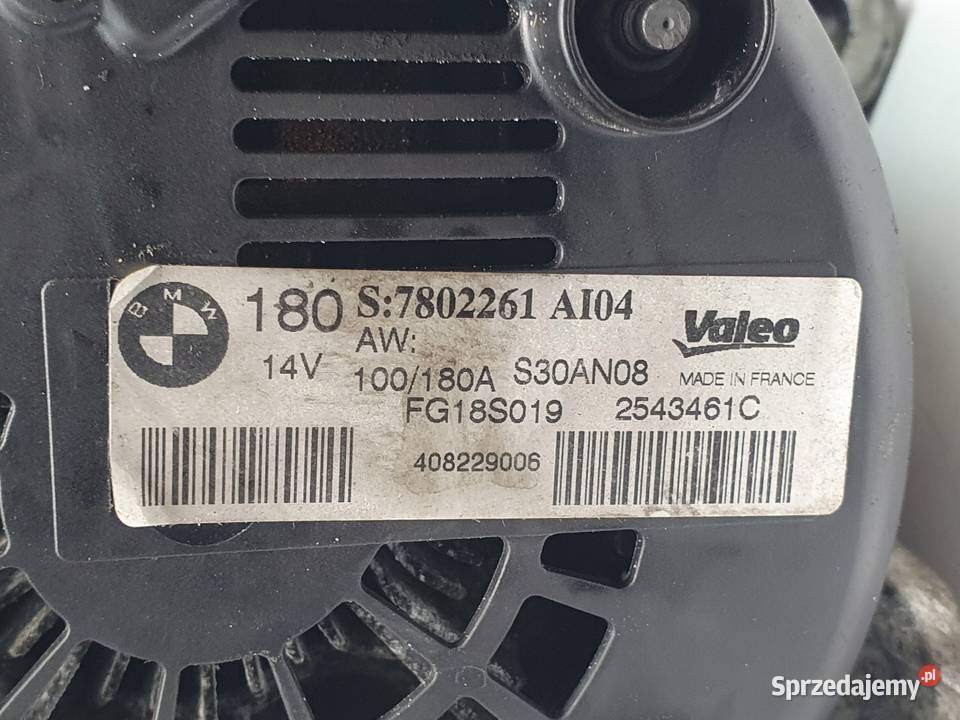 BMW
180 S:7802261 AI04
Valeo
AW:
14V 100/180A S30AN08 MADE IN FRANCE
FG18S019 2543461C
408229006
Sprzedajemy.pl